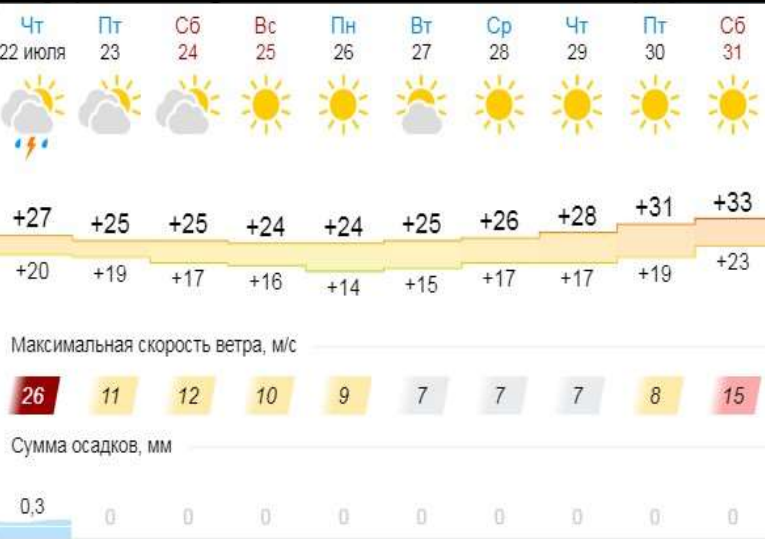 Чт Пт Сб Вс Пн Вт Ср Чт Пт Сб
22 июля 23 24 25 26 27 28 29 30 31
+27 +25 +25 +24 +24 +25 +26 +28 +31 +33
+20 +19 +17 +16 +14 +15 +17 +17 +19 +23
Максимальная скорость ветра, м/с
26 11 12 10 9 7 7 7 8 15
Сумма осадков, мм
0,3 0 0 0 0 0 0 0 0 0